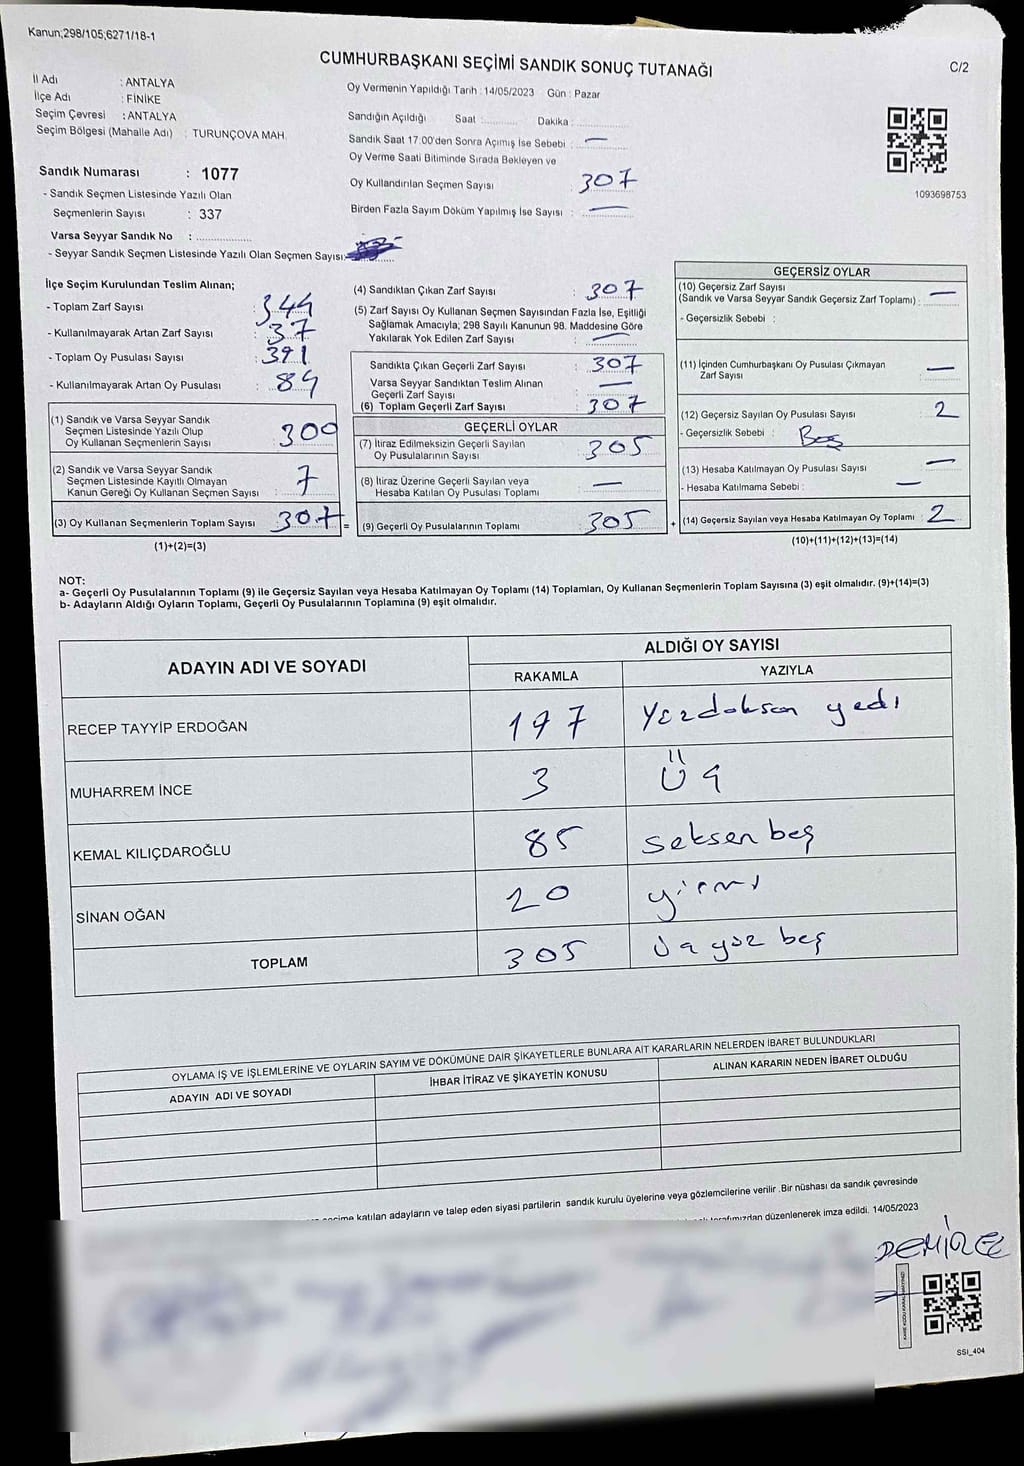 Kanun;298/105;6271/18-1
CUMHURBAŞKANI SEÇİMİ SANDIK SONUÇ TUTANAĞI
C/2
İl Adı : ANTALYA
İlçe Adı : FİNİKE
Seçim Çevresi : ANTALYA
Seçim Bölgesi (Mahalle Adı) : TURUNÇOVA MAH.
Oy Vermenin Yapıldığı Tarih : 14/05/2023 Gün : Pazar
Sandığın Açıldığı Saat :............ Dakika :............
Sandık Saat 17:00'den Sonra Açımış İse Sebebi : —
Oy Verme Saati Bitiminde Sırada Bekleyen ve
Oy Kullandırılan Seçmen Sayısı : 307
Birden Fazla Sayım Döküm Yapılmış İse Sayısı : —
1093698753
Sandık Numarası : 1077
- Sandık Seçmen Listesinde Yazılı Olan
Seçmenlerin Sayısı : 337
Varsa Seyyar Sandık No : ................
- Seyyar Sandık Seçmen Listesinde Yazılı Olan Seçmen Sayısı:
İlçe Seçim Kurulundan Teslim Alınan;
- Toplam Zarf Sayısı : 344
- Kullanılmayarak Artan Zarf Sayısı : 37
- Toplam Oy Pusulası Sayısı : 391
- Kullanılmayarak Artan Oy Pusulası : 84
(1) Sandık ve Varsa Seyyar Sandık
Seçmen Listesinde Yazılı Olup
Oy Kullanan Seçmenlerin Sayısı : 300
(2) Sandık ve Varsa Seyyar Sandık
Seçmen Listesinde Kayıtlı Olmayan
Kanun Gereği Oy Kullanan Seçmen Sayısı : 7
(3) Oy Kullanan Seçmenlerin Toplam Sayısı : 307 =
(1)+(2)=(3)
(4) Sandıktan Çıkan Zarf Sayısı : 307
(5) Zarf Sayısı Oy Kullanan Seçmen Sayısından Fazla İse, Eşitliği
Sağlamak Amacıyla; 298 Sayılı Kanunun 98. Maddesine Göre
Yakılarak Yok Edilen Zarf Sayısı : —
Sandıkta Çıkan Geçerli Zarf Sayısı : 307
Varsa Seyyar Sandıktan Teslim Alınan
Geçerli Zarf Sayısı : —
(6) Toplam Geçerli Zarf Sayısı : 307
GEÇERLİ OYLAR
(7) İtiraz Edilmeksizin Geçerli Sayılan
Oy Pusulalarının Sayısı : 305
(8) İtiraz Üzerine Geçerli Sayılan veya
Hesaba Katılan Oy Pusulası Toplamı : —
(9) Geçerli Oy Pusulalarının Toplamı : 305 +
GEÇERSİZ OYLAR
(10) Geçersiz Zarf Sayısı
(Sandık ve Varsa Seyyar Sandık Geçersiz Zarf Toplamı) : —
- Geçersizlik Sebebi :
(11) İçinden Cumhurbaşkanı Oy Pusulası Çıkmayan
Zarf Sayısı : —
(12) Geçersiz Sayılan Oy Pusulası Sayısı : 2
- Geçersizlik Sebebi : Boş
(13) Hesaba Katılmayan Oy Pusulası Sayısı : —
- Hesaba Katılmama Sebebi : —
(14) Geçersiz Sayılan veya Hesaba Katılmayan Oy Toplamı : 2
(10)+(11)+(12)+(13)=(14)
NOT:
a- Geçerli Oy Pusulalarının Toplamı (9) ile Geçersiz Sayılan veya Hesaba Katılmayan Oy Toplamı (14) Toplamları, Oy Kullanan Seçmenlerin Toplam Sayısına (3) eşit olmalıdır. (9)+(14)=(3)
b- Adayların Aldığı Oyların Toplamı, Geçerli Oy Pusulalarının Toplamına (9) eşit olmalıdır.
ADAYIN ADI VE SOYADI
ALDIĞI OY SAYISI
RAKAMLA YAZIYLA
RECEP TAYYİP ERDOĞAN 197 Yüzdoksan yedi
MUHARREM İNCE 3 Üç
KEMAL KILIÇDAROĞLU 85 seksen beş
SİNAN OĞAN 20 yirmi
TOPLAM 305 Üç yüz beş
OYLAMA İŞ VE İŞLEMLERİNE VE OYLARIN SAYIM VE DÖKÜMÜNE DAİR ŞİKAYETLERLE BUNLARA AİT KARARLARIN NELERDEN İBARET BULUNDUKLARI
ADAYIN ADI VE SOYADI İHBAR İTİRAZ VE ŞİKAYETİN KONUSU ALINAN KARARIN NEDEN İBARET OLDUĞU
katılan adayların ve talep eden siyasi partilerin sandık kurulu üyelerine veya gözlemcilerine verilir .Bir nüshası da sandık çevresinde
düzenlenerek imza edildi. 14/05/2023
DEMİREL
SSI_404